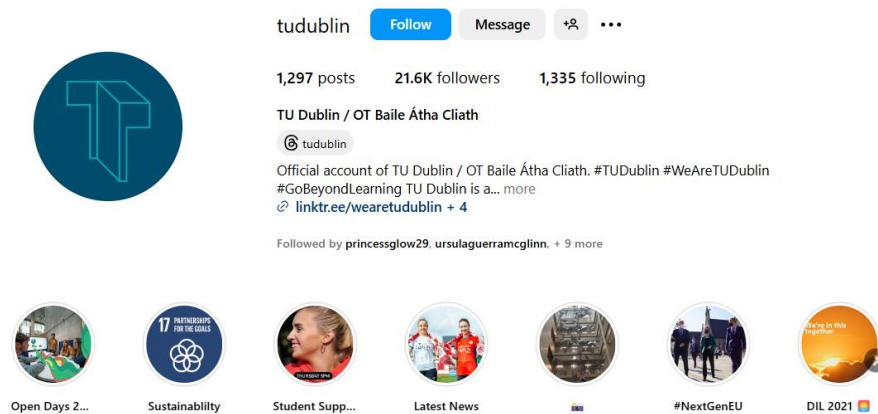 tudublin Follow Message
1,297 posts 21.6K followers 1,335 following
TU Dublin / OT Baile Átha Cliath
tudublin
Official account of TU Dublin / OT Baile Átha Cliath. #TUDublin #WeAreTUDublin
#GoBeyondLearning TU Dublin is a... more
linktr.ee/wearetudublin + 4
Followed by princessglow29, ursulaguerramcglinn, + 9 more
17 PARTNERSHIPS
FOR THE GOALS
THURSDAY 5PM
We're in this
together
Open Days 2... Sustainablilty Student Supp... Latest News 📸 #NextGenEU DIL 2021 🌅